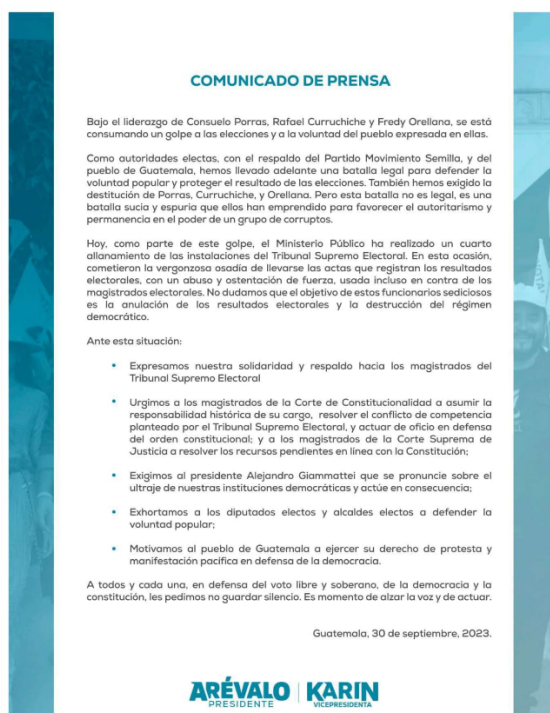 COMUNICADO DE PRENSA
Bajo el liderazgo de Consuelo Porras, Rafael Curruchiche y Fredy Orellana, se está
consumando un golpe a las elecciones y a la voluntad del pueblo expresada en ellas.
Como autoridades electas, con el respaldo del Partido Movimiento Semilla, y del
pueblo de Guatemala, hemos llevado adelante una batalla legal para defender la
voluntad popular y proteger el resultado de las elecciones. También hemos exigido la
destitución de Porras, Curruchiche, y Orellana. Pero esta batalla no es legal, es una
batalla sucia y espuria que ellos han emprendido para favorecer el autoritarismo y
permanencia en el poder de un grupo de corruptos.
Hoy, como parte de este golpe, el Ministerio Público ha realizado un cuarto
allanamiento de las instalaciones del Tribunal Supremo Electoral. En esta ocasión,
cometieron la vergonzosa osadía de llevarse las actas que registran los resultados
electorales, con un abuso y ostentación de fuerza, usada incluso en contra de los
magistrados electorales. No dudamos que el objetivo de estos funcionarios sediciosos
es la anulación de los resultados electorales y la destrucción del régimen
democrático.
Ante esta situación:
• Expresamos nuestra solidaridad y respaldo hacia los magistrados del
Tribunal Supremo Electoral
• Urgimos a los magistrados de la Corte de Constitucionalidad a asumir la
responsabilidad histórica de su cargo, resolver el conflicto de competencia
planteado por el Tribunal Supremo Electoral, y actuar de oficio en defensa
del orden constitucional; y a los magistrados de la Corte Suprema de
Justicia a resolver los recursos pendientes en línea con la Constitución;
• Exigimos al presidente Alejandro Giammattei que se pronuncie sobre el
ultraje de nuestras instituciones democráticas y actúe en consecuencia;
• Exhortamos a los diputados electos y alcaldes electos a defender la
voluntad popular;
• Motivamos al pueblo de Guatemala a ejercer su derecho de protesta y
manifestación pacífica en defensa de la democracia.
A todos y cada una, en defensa del voto libre y soberano, de la democracia y la
constitución, les pedimos no guardar silencio. Es momento de alzar la voz y de actuar.
Guatemala, 30 de septiembre, 2023.
ARÉVALO KARIN
PRESIDENTE VICEPRESIDENTA